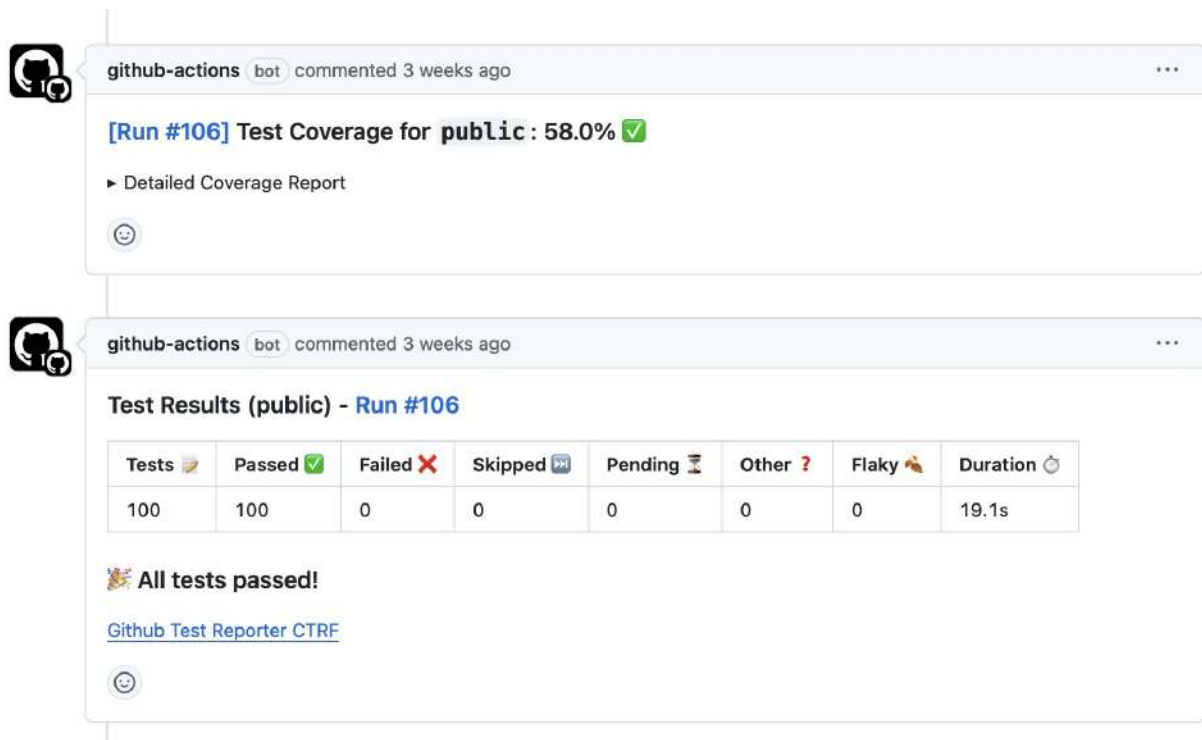 github-actions bot commented 3 weeks ago ...
[Run #106] Test Coverage for public: 58.0% ✅
▸ Detailed Coverage Report
github-actions bot commented 3 weeks ago ...
Test Results (public) - Run #106
Tests 📝 Passed ✅ Failed ❌ Skipped ⏭️ Pending ⏳ Other ❓ Flaky 🍂 Duration ⏱️
100 100 0 0 0 0 0 19.1s
🎉 All tests passed!
Github Test Reporter CTRF